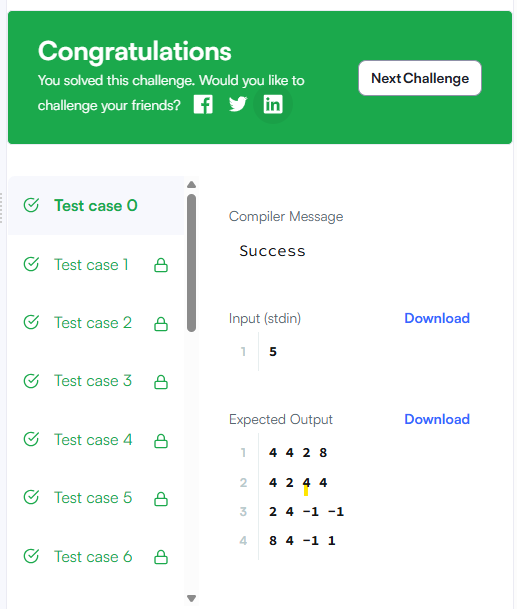 Congratulations
You solved this challenge. Would you like to
challenge your friends?
Next Challenge
Test case 0
Test case 1
Test case 2
Test case 3
Test case 4
Test case 5
Test case 6
Compiler Message
Success
Input (stdin)
Download
1 5
Expected Output
Download
1 4 4 2 8
2 4 2 4 4
3 2 4 -1 -1
4 8 4 -1 1